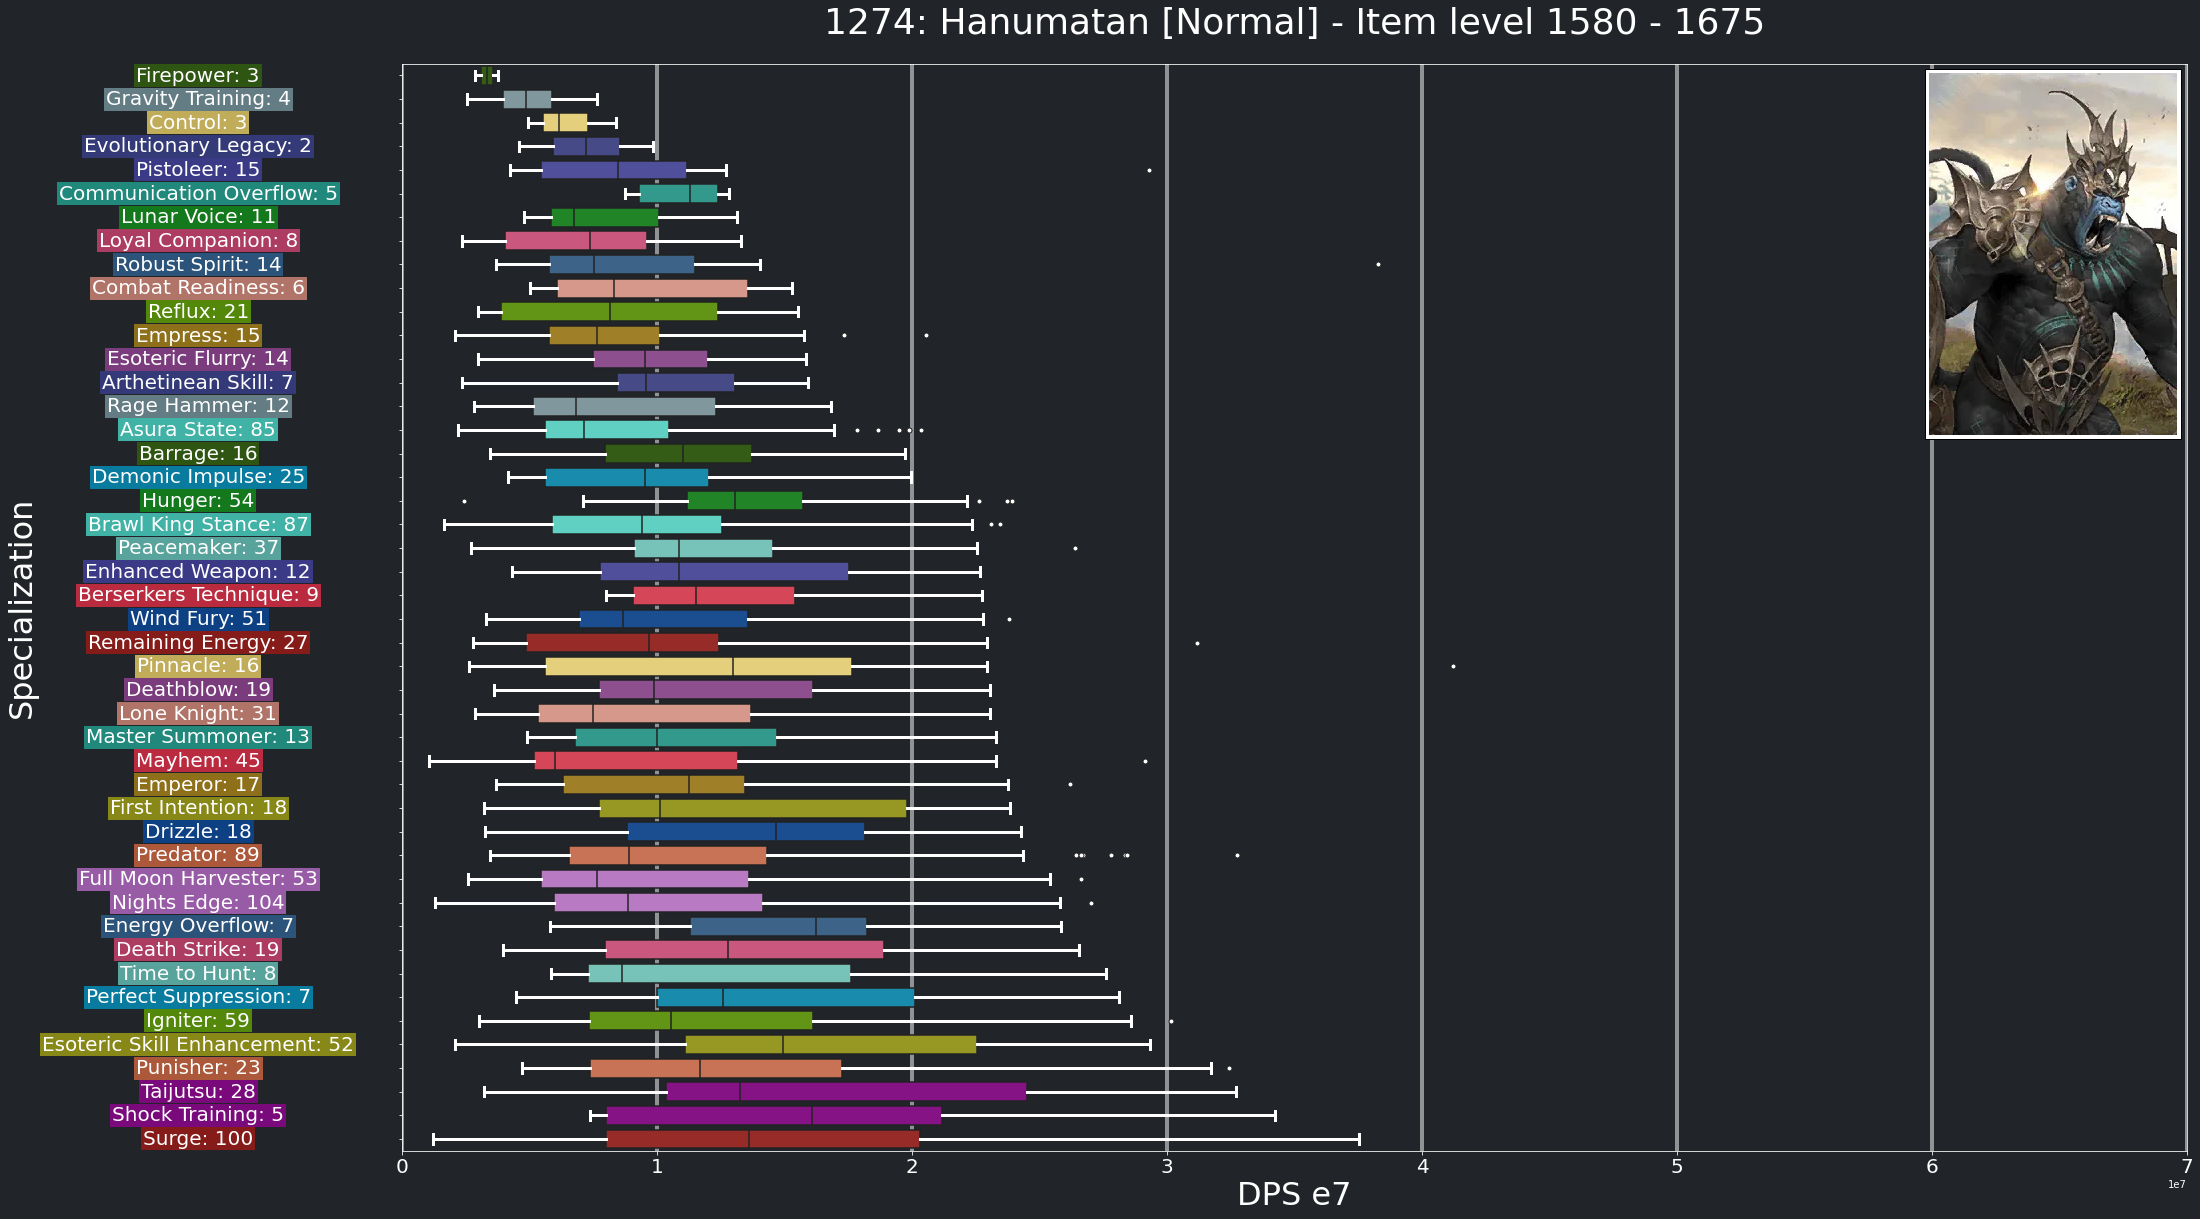 1274: Hanumatan [Normal] - Item level 1580 - 1675
Specialization
Firepower: 3
Gravity Training: 4
Control: 3
Evolutionary Legacy: 2
Pistoleer: 15
Communication Overflow: 5
Lunar Voice: 11
Loyal Companion: 8
Robust Spirit: 14
Combat Readiness: 6
Reflux: 21
Empress: 15
Esoteric Flurry: 14
Arthetinean Skill: 7
Rage Hammer: 12
Asura State: 85
Barrage: 16
Demonic Impulse: 25
Hunger: 54
Brawl King Stance: 87
Peacemaker: 37
Enhanced Weapon: 12
Berserkers Technique: 9
Wind Fury: 51
Remaining Energy: 27
Pinnacle: 16
Deathblow: 19
Lone Knight: 31
Master Summoner: 13
Mayhem: 45
Emperor: 17
First Intention: 18
Drizzle: 18
Predator: 89
Full Moon Harvester: 53
Nights Edge: 104
Energy Overflow: 7
Death Strike: 19
Time to Hunt: 8
Perfect Suppression: 7
Igniter: 59
Esoteric Skill Enhancement: 52
Punisher: 23
Taijutsu: 28
Shock Training: 5
Surge: 100
0 1 2 3 4 5 6 7
1e7
DPS e7